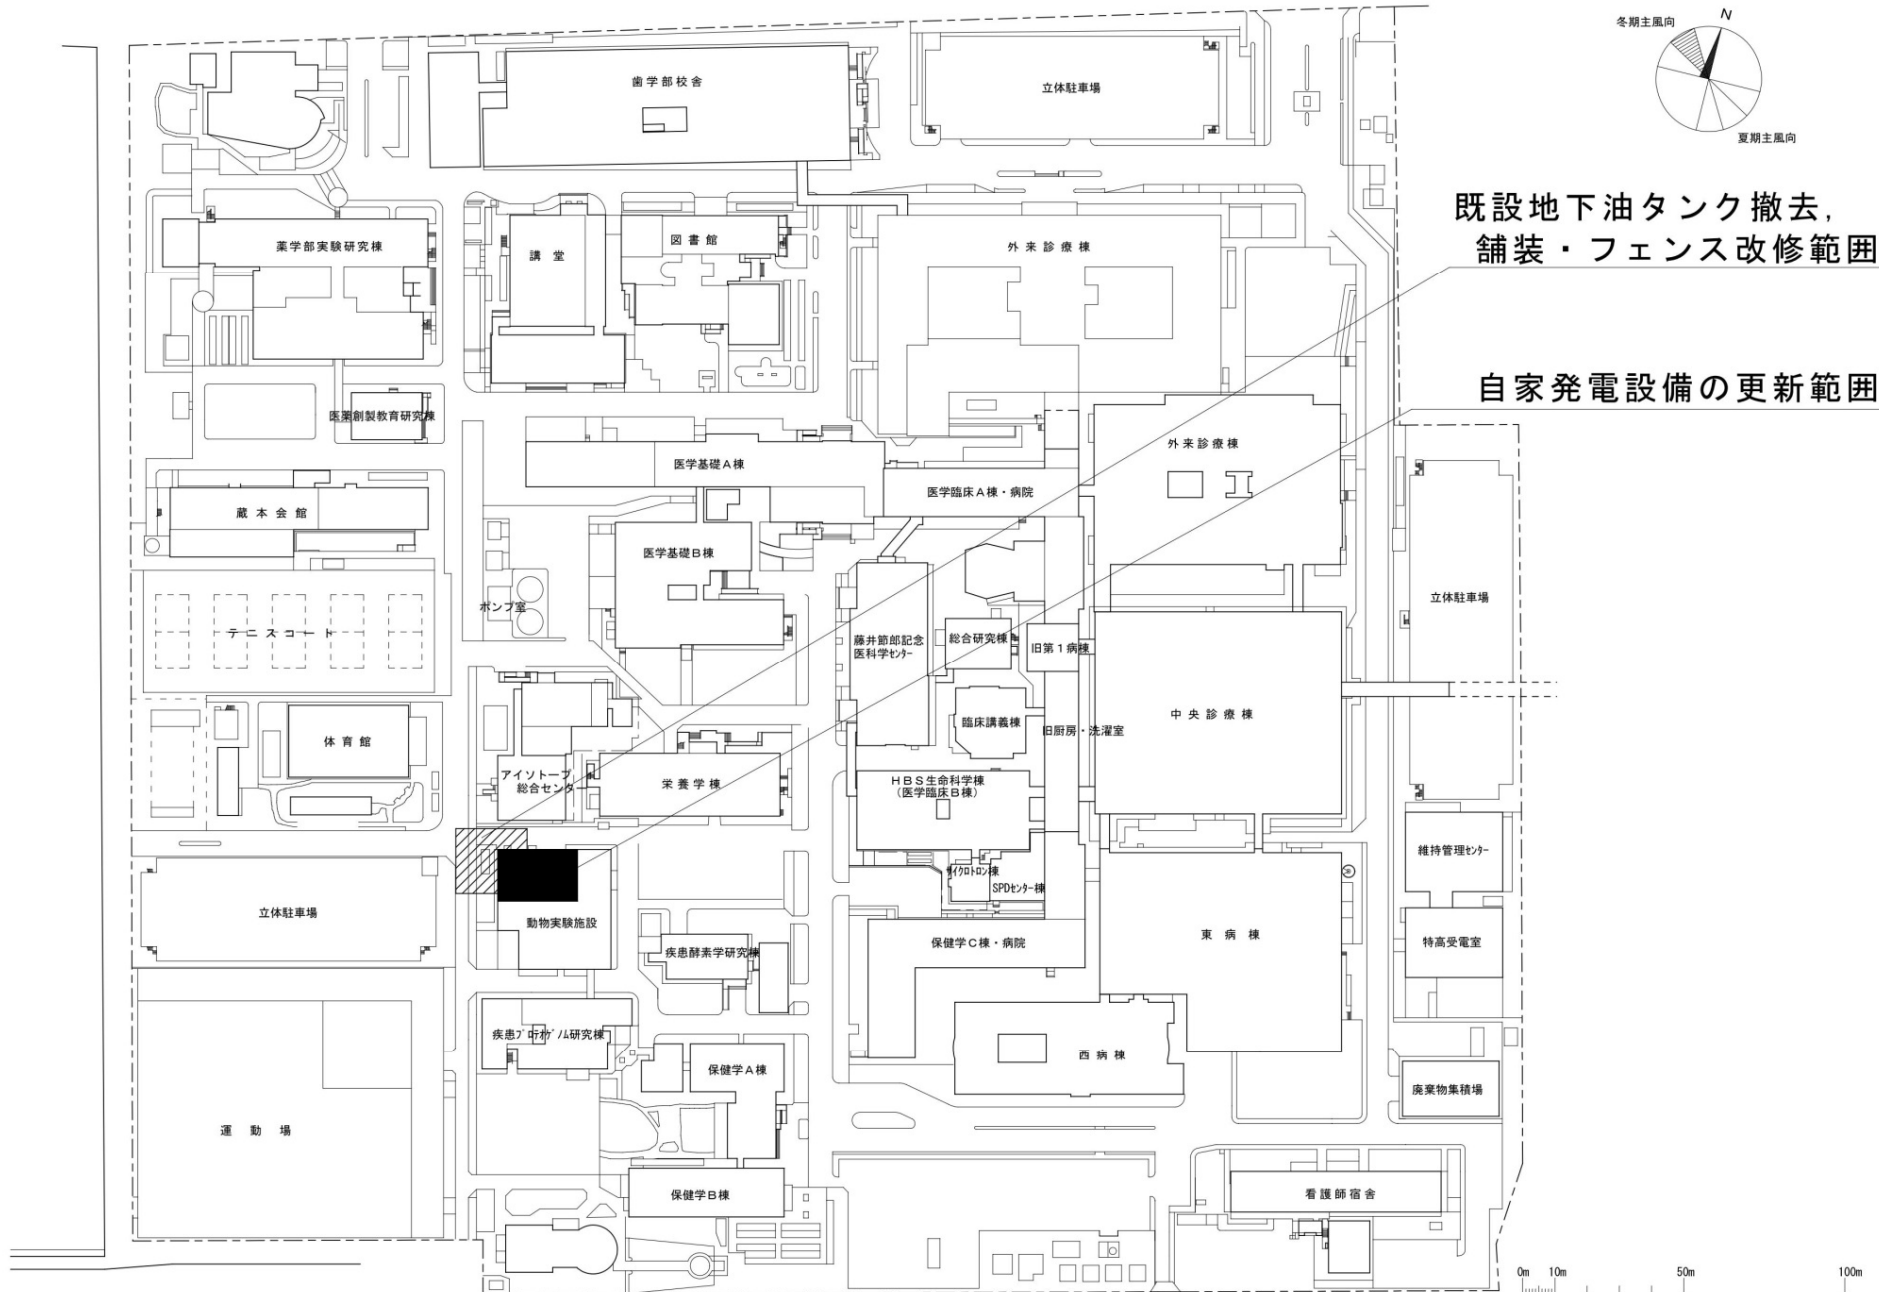 冬期主風向
N
夏期主風向
既設地下油タンク撤去,
舗装・フェンス改修範囲
自家発電設備の更新範囲
歯学部校舎
立体駐車場
薬学部実験研究棟
講堂
図書館
外来診療棟
医薬創製教育研究棟
外来診療棟
医学基礎A棟
医学臨床A棟・病院
蔵本会館
医学基礎B棟
ポンプ室
テニスコート
立体駐車場
藤井節郎記念
医科学センター
総合研究棟
旧第1病棟
体育館
臨床講義棟
旧厨房・洗濯室
中央診療棟
アイソトープ
総合センター
栄養学棟
HBS生命科学棟
(医学臨床B棟)
維持管理センター
サイクロトロン棟
SPDセンター棟
立体駐車場
動物実験施設
疾患酵素学研究棟
保健学C棟・病院
東病棟
特高受電室
疾患プロテオゲノム研究棟
保健学A棟
西病棟
廃棄物集積場
運動場
保健学B棟
看護師宿舎
0m 10m 50m 100m